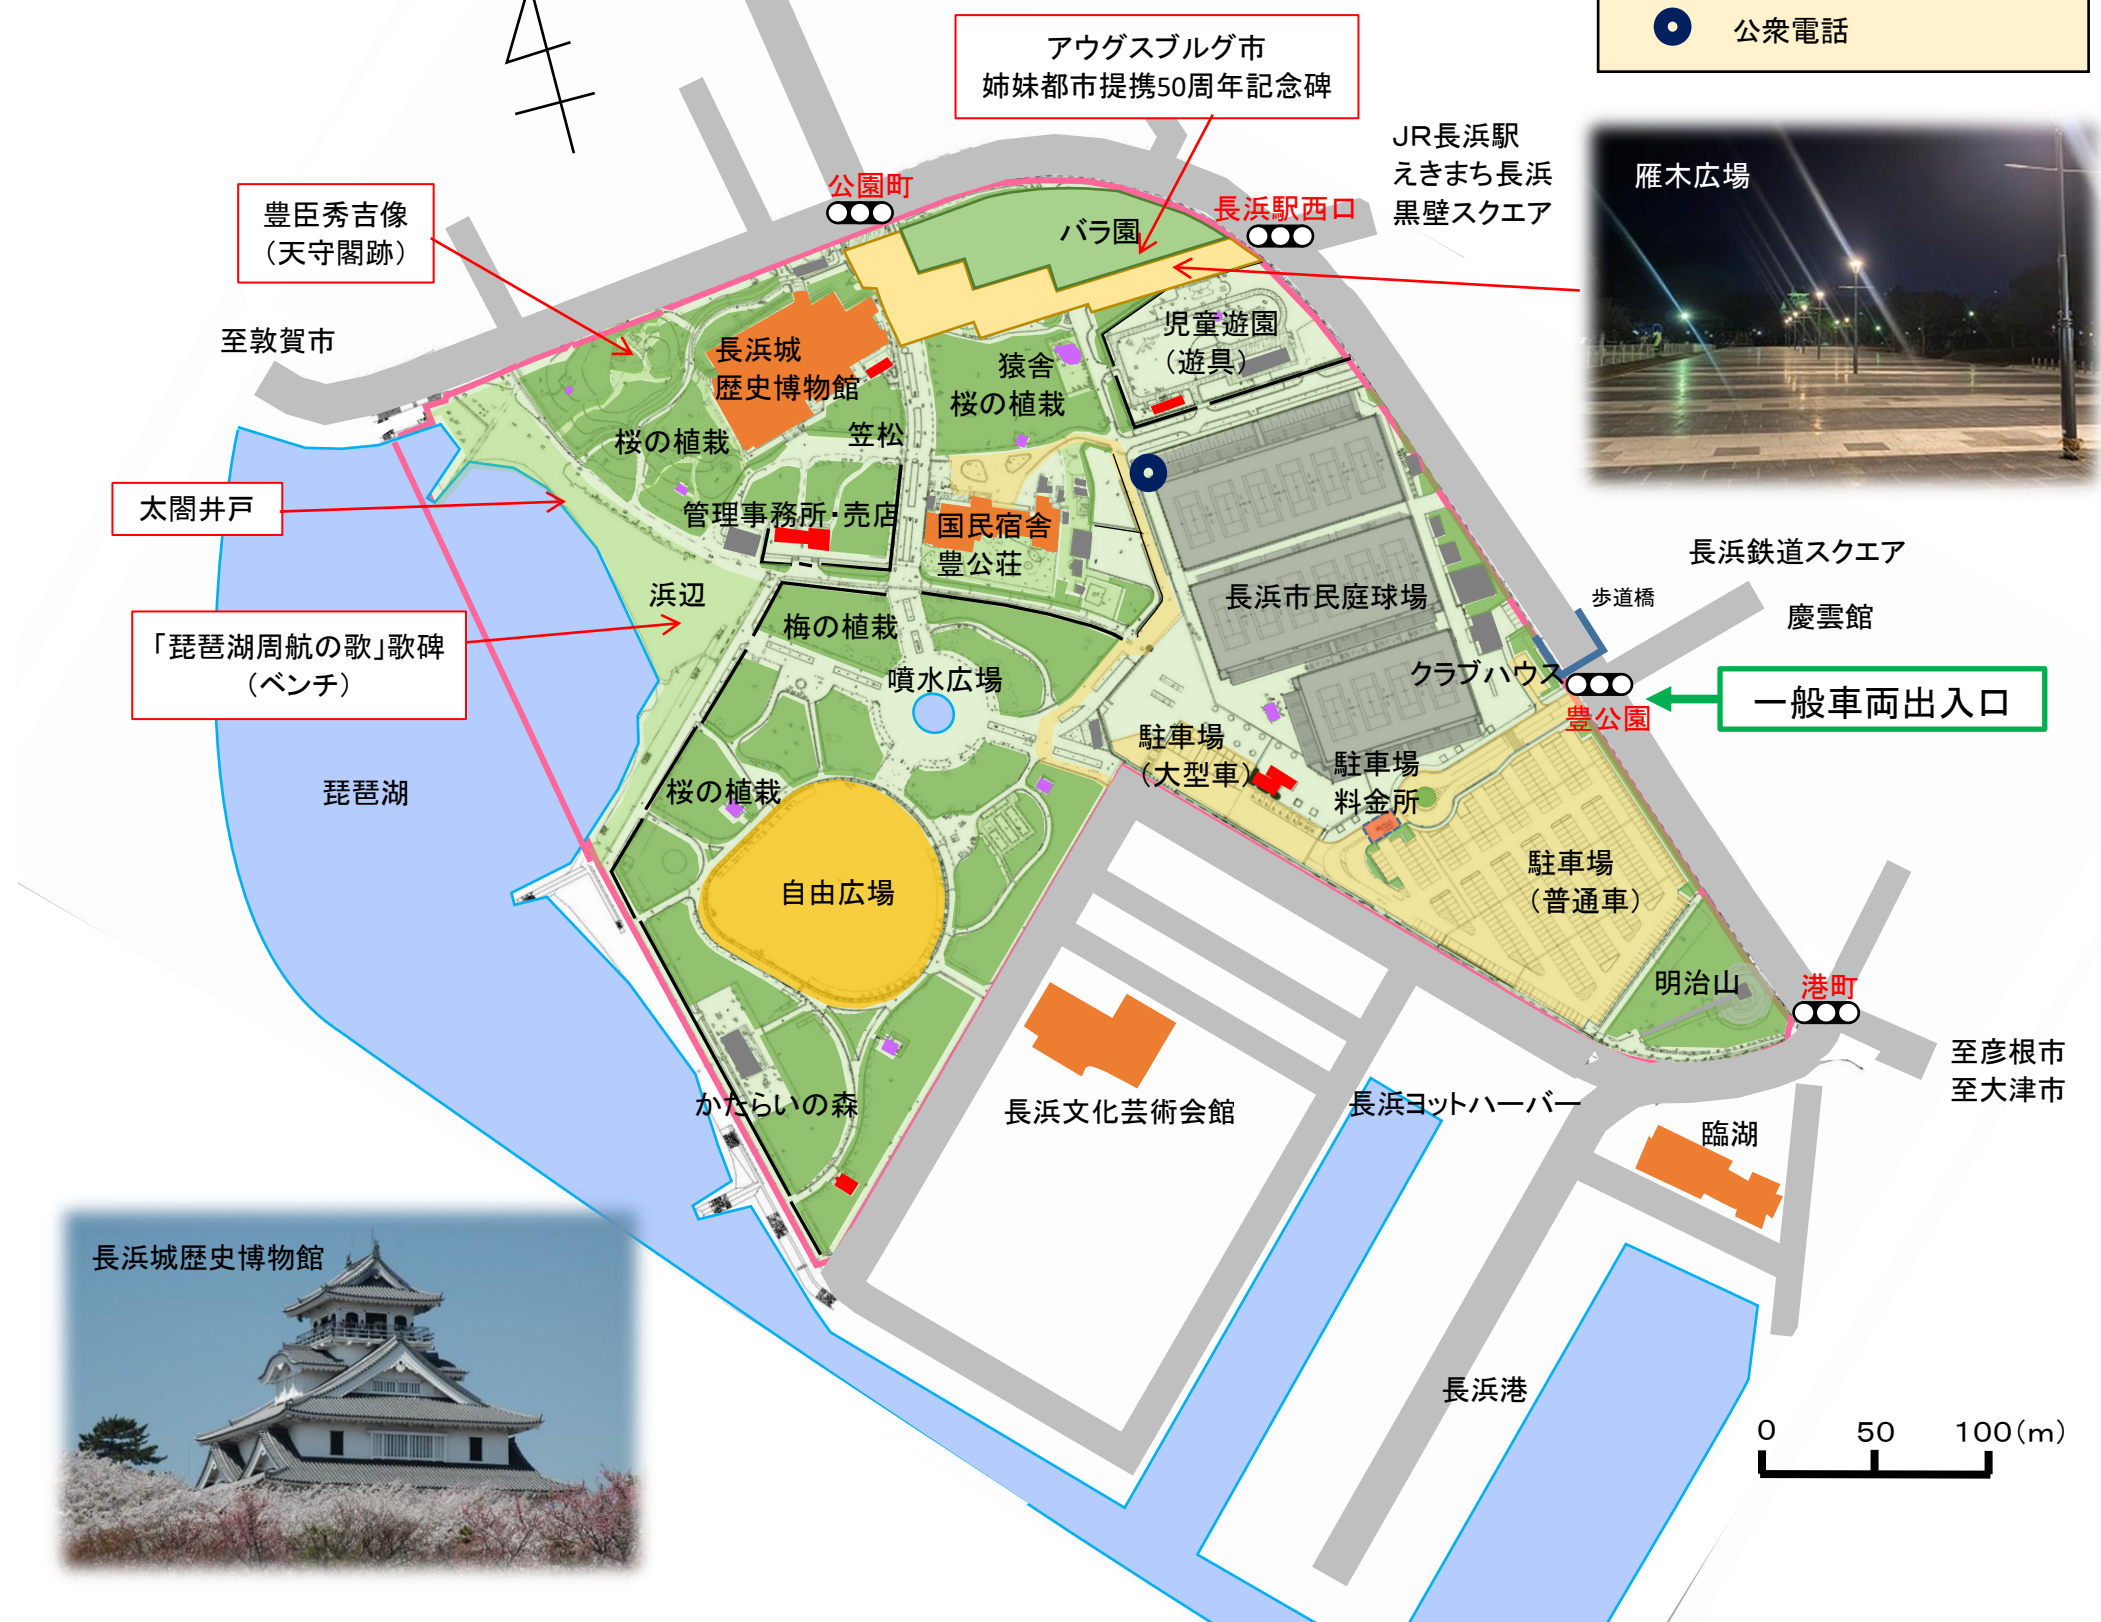 公衆電話
アウグスブルグ市
姉妹都市提携50周年記念碑
JR長浜駅
えきまち長浜
黒壁スクエア
雁木広場
公園町
長浜駅西口
豊臣秀吉像
（天守閣跡）
バラ園
至敦賀市
児童遊園
（遊具）
長浜城
歴史博物館
猿舎
桜の植栽
笠松
桜の植栽
太閤井戸
管理事務所・売店
国民宿舎
豊公荘
長浜鉄道スクエア
歩道橋
慶雲館
浜辺
長浜市民庭球場
梅の植栽
「琵琶湖周航の歌」歌碑
（ベンチ）
噴水広場
クラブハウス
一般車両出入口
豊公園
駐車場
（大型車）
駐車場
料金所
琵琶湖
桜の植栽
自由広場
駐車場
（普通車）
明治山
港町
至彦根市
至大津市
かたらいの森
長浜文化芸術会館
長浜ヨットハーバー
臨湖
長浜城歴史博物館
長浜港
0 50 100(m)